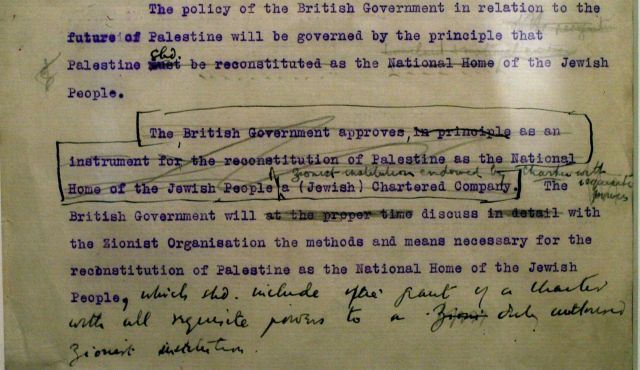 The policy of the British Government in relation to the
future of Palestine will be governed by the principle that
shd.
Palestine must be reconstituted as the National Home of the Jewish
People.
The British Government approves, in principle as an
instrument for the reconstitution of Palestine as the National
Zionist institution endowed by charter with requisite powers
Home of the Jewish People a (Jewish) Chartered Company. The
British Government will at the proper time discuss in detail with
the Zionist Organisation the methods and means necessary for the
reconstitution of Palestine as the National Home of the Jewish
People, which shd. include the grant of a charter
with all requisite powers to a Zioni duly authorised
Zionist institution.